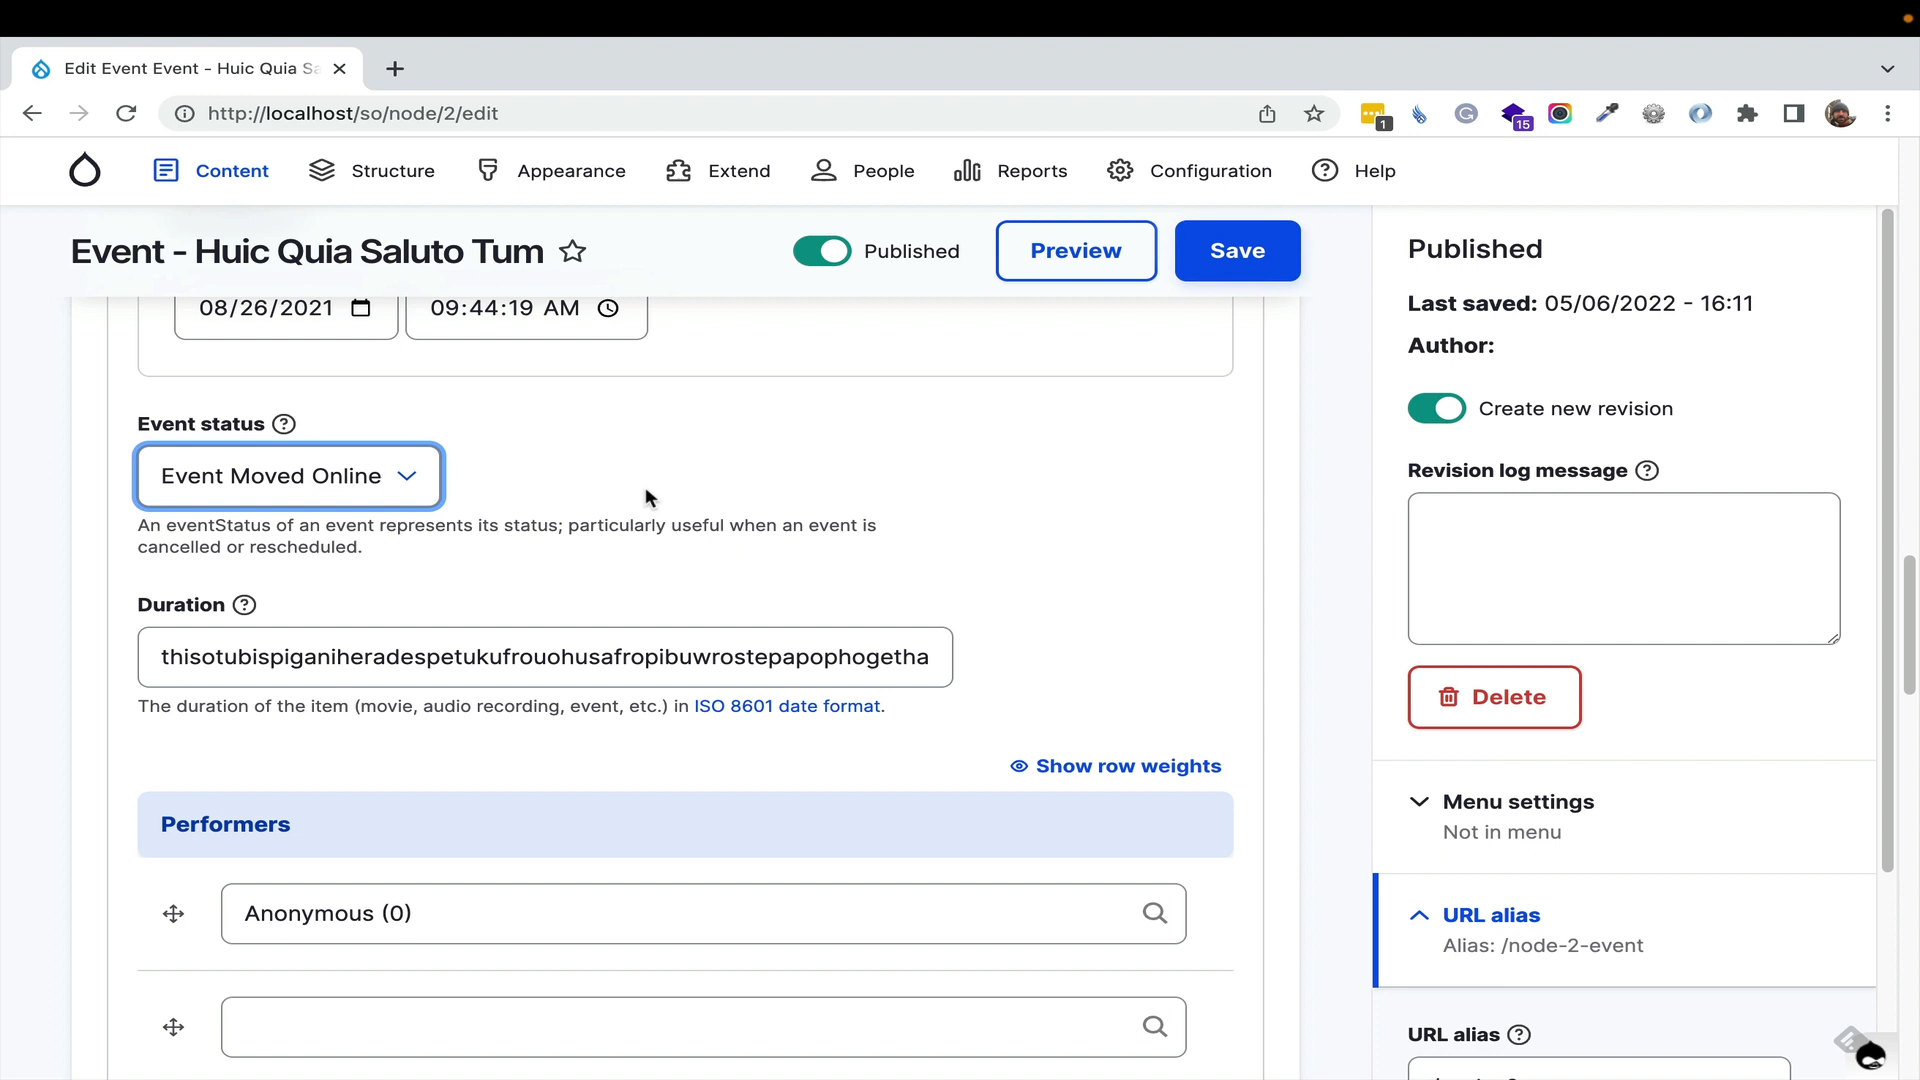 Edit Event Event - Huic Quia Sa
http://localhost/so/node/2/edit
1
15
Content
Structure
Appearance
Extend
People
Reports
Configuration
Help
Event - Huic Quia Saluto Tum
Published
Preview
Save
08/26/2021
09:44:19 AM
Event status
Event Moved Online
An eventStatus of an event represents its status; particularly useful when an event is
cancelled or rescheduled.
Duration
thisotubispiganiheradespetukufrouohusafropibuwrostepapophogetha
The duration of the item (movie, audio recording, event, etc.) in ISO 8601 date format.
Show row weights
Performers
Anonymous (0)
Published
Last saved: 05/06/2022 - 16:11
Author:
Create new revision
Revision log message
Delete
Menu settings
Not in menu
URL alias
Alias: /node-2-event
URL alias